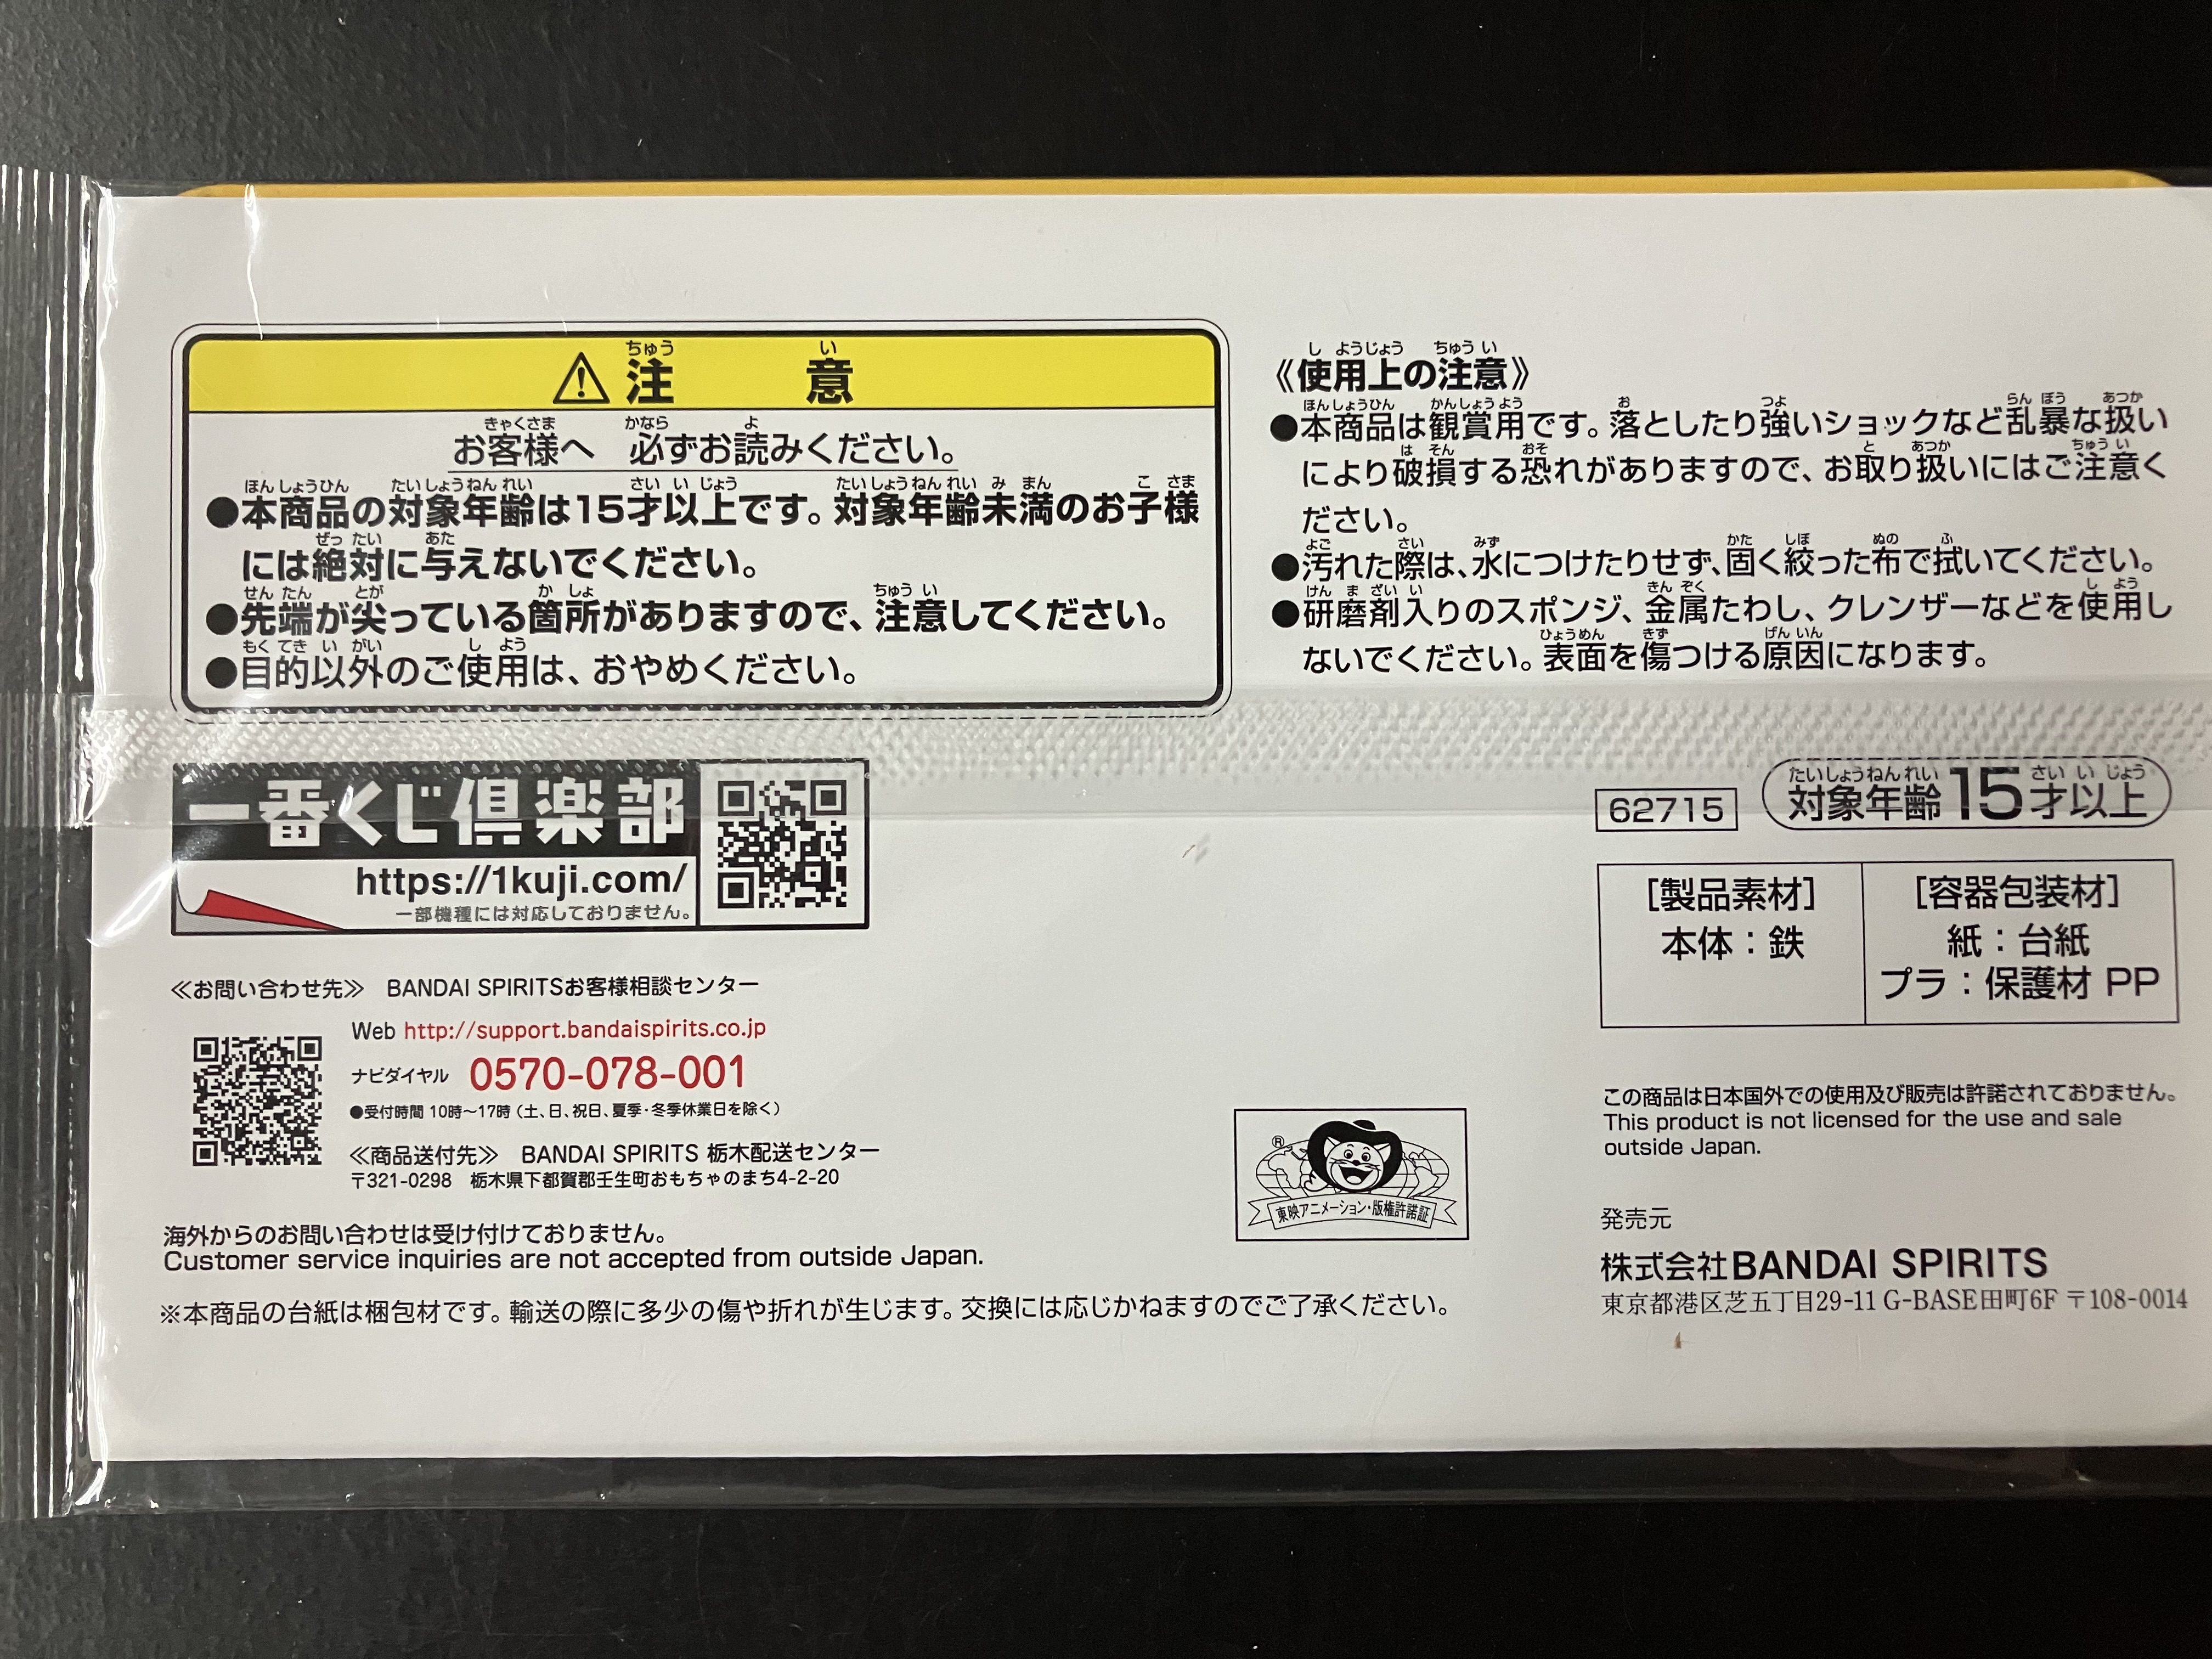 ⚠注意
お客様へ 必ずお読みください。
●本商品の対象年齢は15才以上です。対象年齢未満のお子様
には絶対に与えないでください。
●先端が尖っている箇所がありますので、注意してください。
●目的以外のご使用は、おやめください。
《使用上の注意》
●本商品は観賞用です。落としたり強いショックなど乱暴な扱い
により破損する恐れがありますので、お取り扱いにはご注意く
ださい。
●汚れた際は、水につけたりせず、固く絞った布で拭いてください。
●研磨剤入りのスポンジ、金属たわし、クレンザーなどを使用し
ないでください。表面を傷つける原因になります。
一番くじ倶楽部
https://1kuji.com/
一部機種には対応しておりません。
62715
対象年齢15才以上
[製品素材]
本体：鉄
[容器包装材]
紙：台紙
プラ：保護材 PP
≪お問い合わせ先≫ BANDAI SPIRITSお客様相談センター
Web http://support.bandaispirits.co.jp
ナビダイヤル 0570-078-001
●受付時間 10時〜17時（土、日、祝日、夏季・冬季休業日を除く）
≪商品送付先≫ BANDAI SPIRITS 栃木配送センター
〒321-0298 栃木県下都賀郡壬生町おもちゃのまち4-2-20
海外からのお問い合わせは受け付けておりません。
Customer service inquiries are not accepted from outside Japan.
※本商品の台紙は梱包材です。輸送の際に多少の傷や折れが生じます。交換には応じかねますのでご了承ください。
®
東映アニメーション・版権許諾証
この商品は日本国外での使用及び販売は許諾されておりません。
This product is not licensed for the use and sale
outside Japan.
発売元
株式会社BANDAI SPIRITS
東京都港区芝五丁目29-11 G-BASE田町6F 〒108-0014